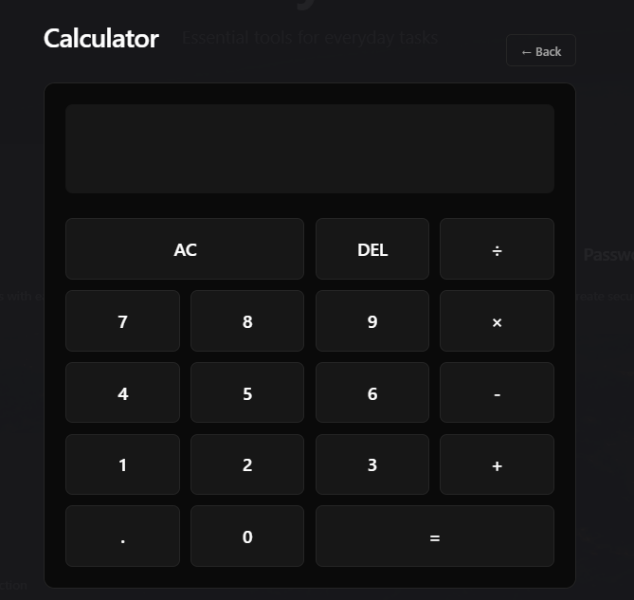 Calculator
Essential tools for everyday tasks
← Back
AC DEL ÷
7 8 9 ×
4 5 6 -
1 2 3 +
. 0 =